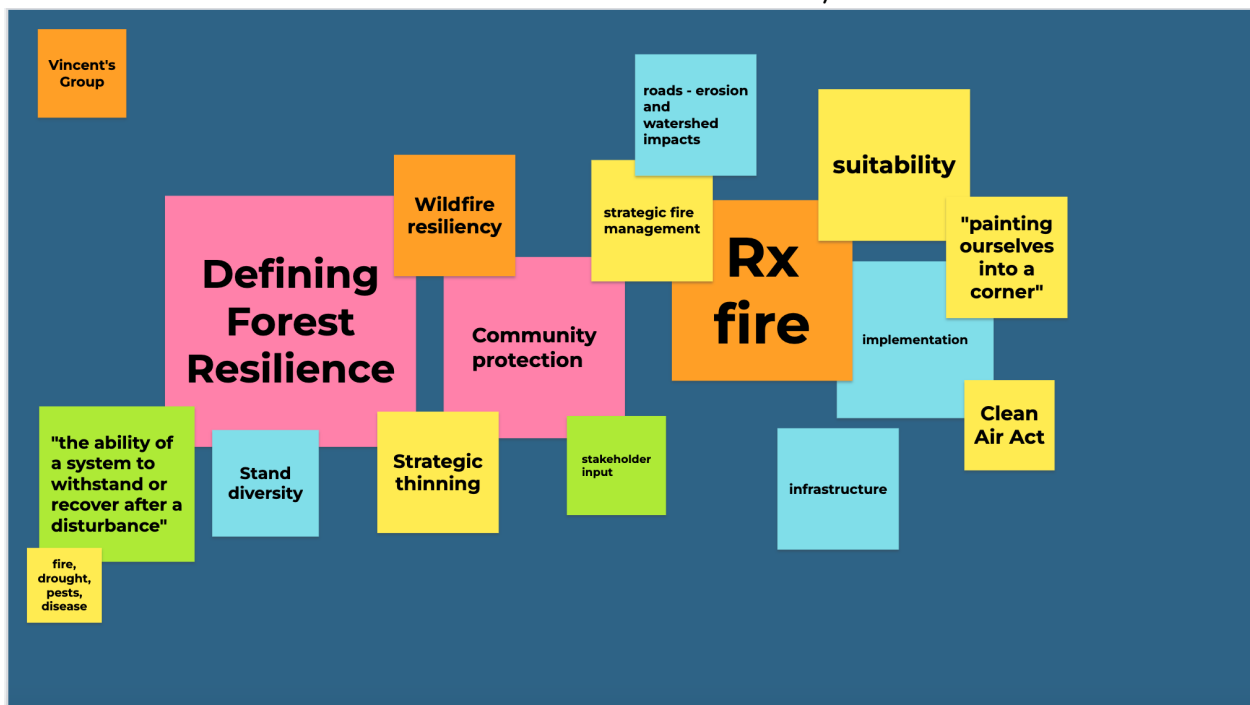 Vincent's
Group
roads - erosion
and
watershed
impacts
suitability
Wildfire
resiliency
strategic fire
management
"painting
ourselves
into a
corner"
Rx
fire
Defining
Forest
Resilience
Community
protection
implementation
Clean
Air Act
"the ability of
a system to
withstand or
recover after a
disturbance"
Stand
diversity
Strategic
thinning
stakeholder
input
infrastructure
fire,
drought,
pests,
disease